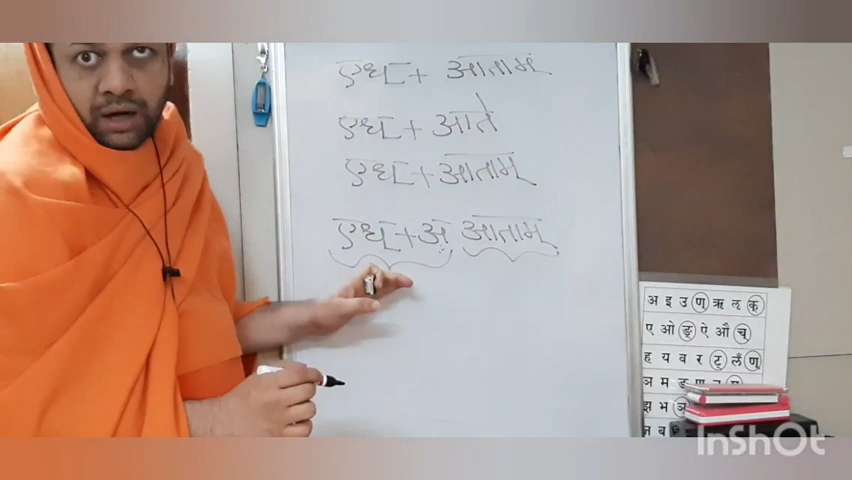 एध् + आताम्
एध् + आते
एध् + आताम्
एध् + अ आताम्
अ इ उ ण् ऋ ऌ क्
ए ओ ङ् ऐ औ च्
ह य व र ट् लँ ण्
ञ म ङ ण न म्
झ भ ञ्
ज ब
InShOt